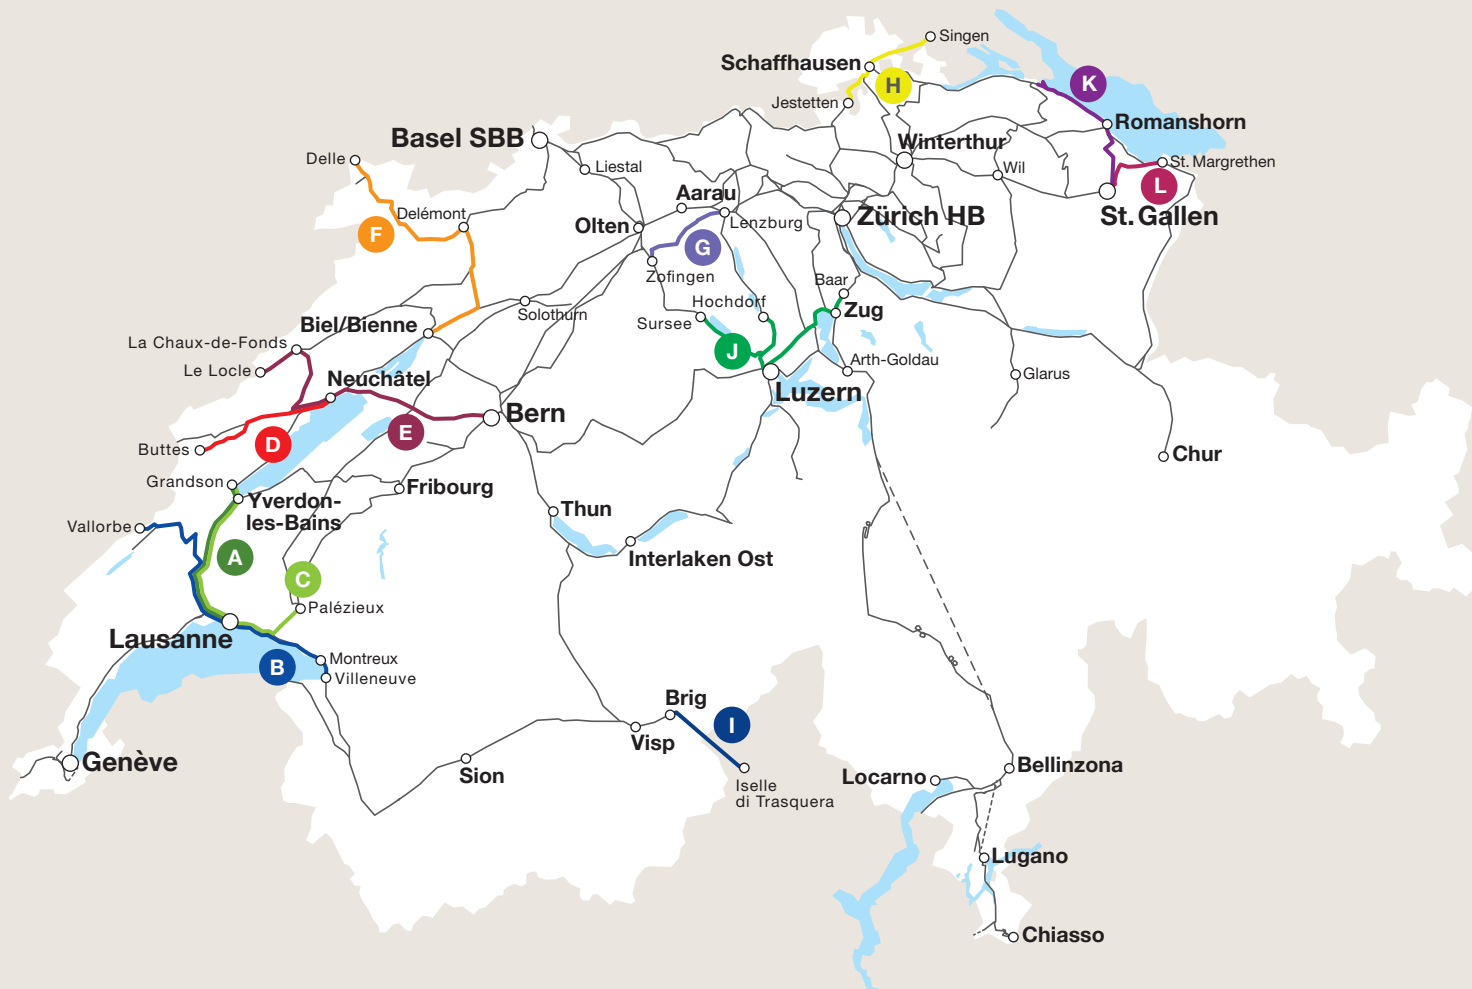 Singen
Schaffhausen
H
K
Jestetten
Romanshorn
Basel SBB
Winterthur
Delle
Liestal
Wil
St. Margrethen
L
Aarau
Delémont
F
Olten
Lenzburg
Zürich HB
St. Gallen
G
Zofingen
Baar
Hochdorf
Solothurn
Sursee
Zug
Biel/Bienne
La Chaux-de-Fonds
J
Arth-Goldau
Le Locle
Neuchâtel
Glarus
Luzern
Bern
E
D
Buttes
Chur
Grandson
Fribourg
Yverdon-
les-Bains
Thun
Vallorbe
A
Interlaken Ost
C
Palézieux
Lausanne
B
Montreux
Villeneuve
Brig
I
Visp
Genève
Sion
Iselle
di Trasquera
Locarno
Bellinzona
Lugano
Chiasso